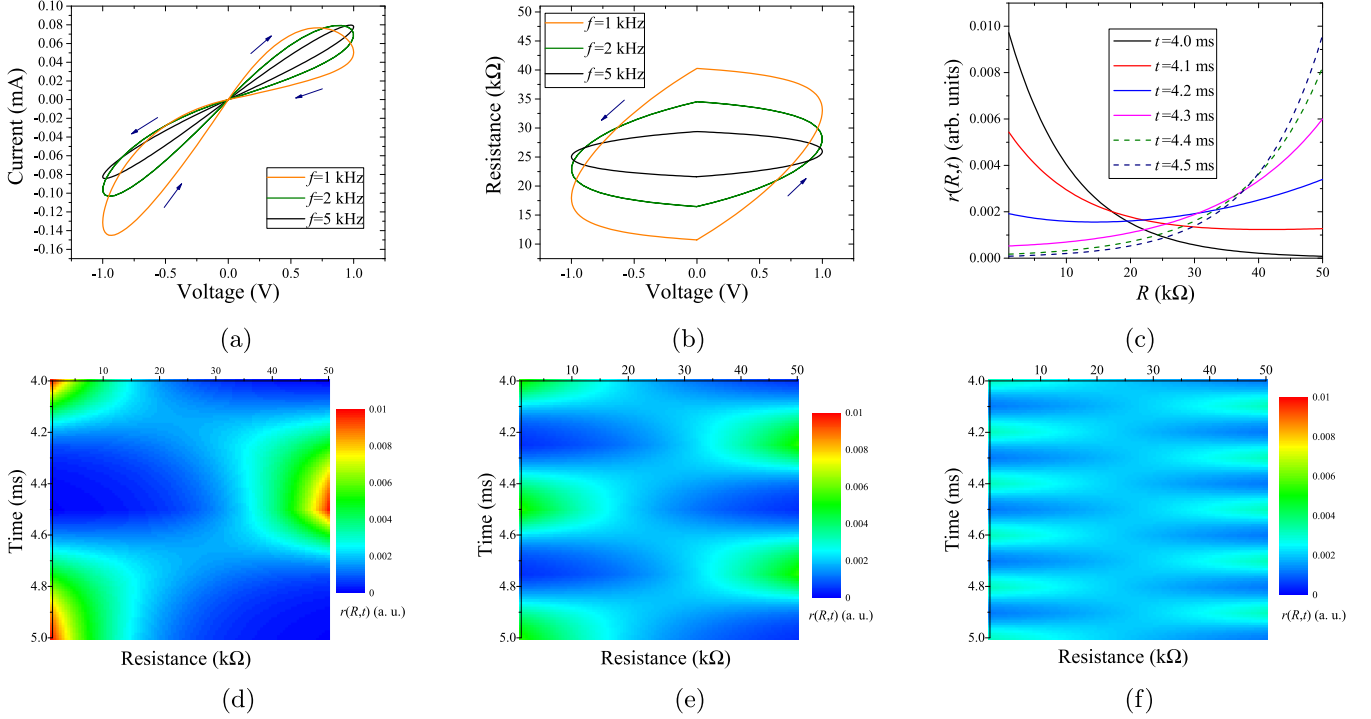 0.10
0.08
0.06
0.04
0.02
0.00
-0.02
-0.04
-0.06
-0.08
-0.10
-0.12
-0.14
-0.16
Current (mA)
-1.0 -0.5 0.0 0.5 1.0
Voltage (V)
f=1 kHz
f=2 kHz
f=5 kHz
(a)
50
45
40
35
30
25
20
15
10
Resistance (kΩ)
f=1 kHz
f=2 kHz
f=5 kHz
-1.0 -0.5 0.0 0.5 1.0
Voltage (V)
(b)
0.010
0.008
0.006
0.004
0.002
0.000
r(R,t) (arb. units)
t=4.0 ms
t=4.1 ms
t=4.2 ms
t=4.3 ms
t=4.4 ms
t=4.5 ms
10 20 30 40 50
R (kΩ)
(c)
10 20 30 40 50
4.0
4.2
4.4
4.6
4.8
5.0
Time (ms)
Resistance (kΩ)
0.01
0.008
0.006
0.004
0.002
0
r(R,t) (a. u.)
(d)
10 20 30 40 50
4.0
4.2
4.4
4.6
4.8
5.0
Time (ms)
Resistance (kΩ)
0.01
0.008
0.006
0.004
0.002
0
r(R,t) (a. u.)
(e)
10 20 30 40 50
4.0
4.2
4.4
4.6
4.8
5.0
Time (ms)
Resistance (kΩ)
0.01
0.008
0.006
0.004
0.002
0
r(R,t) (a. u.)
(f)